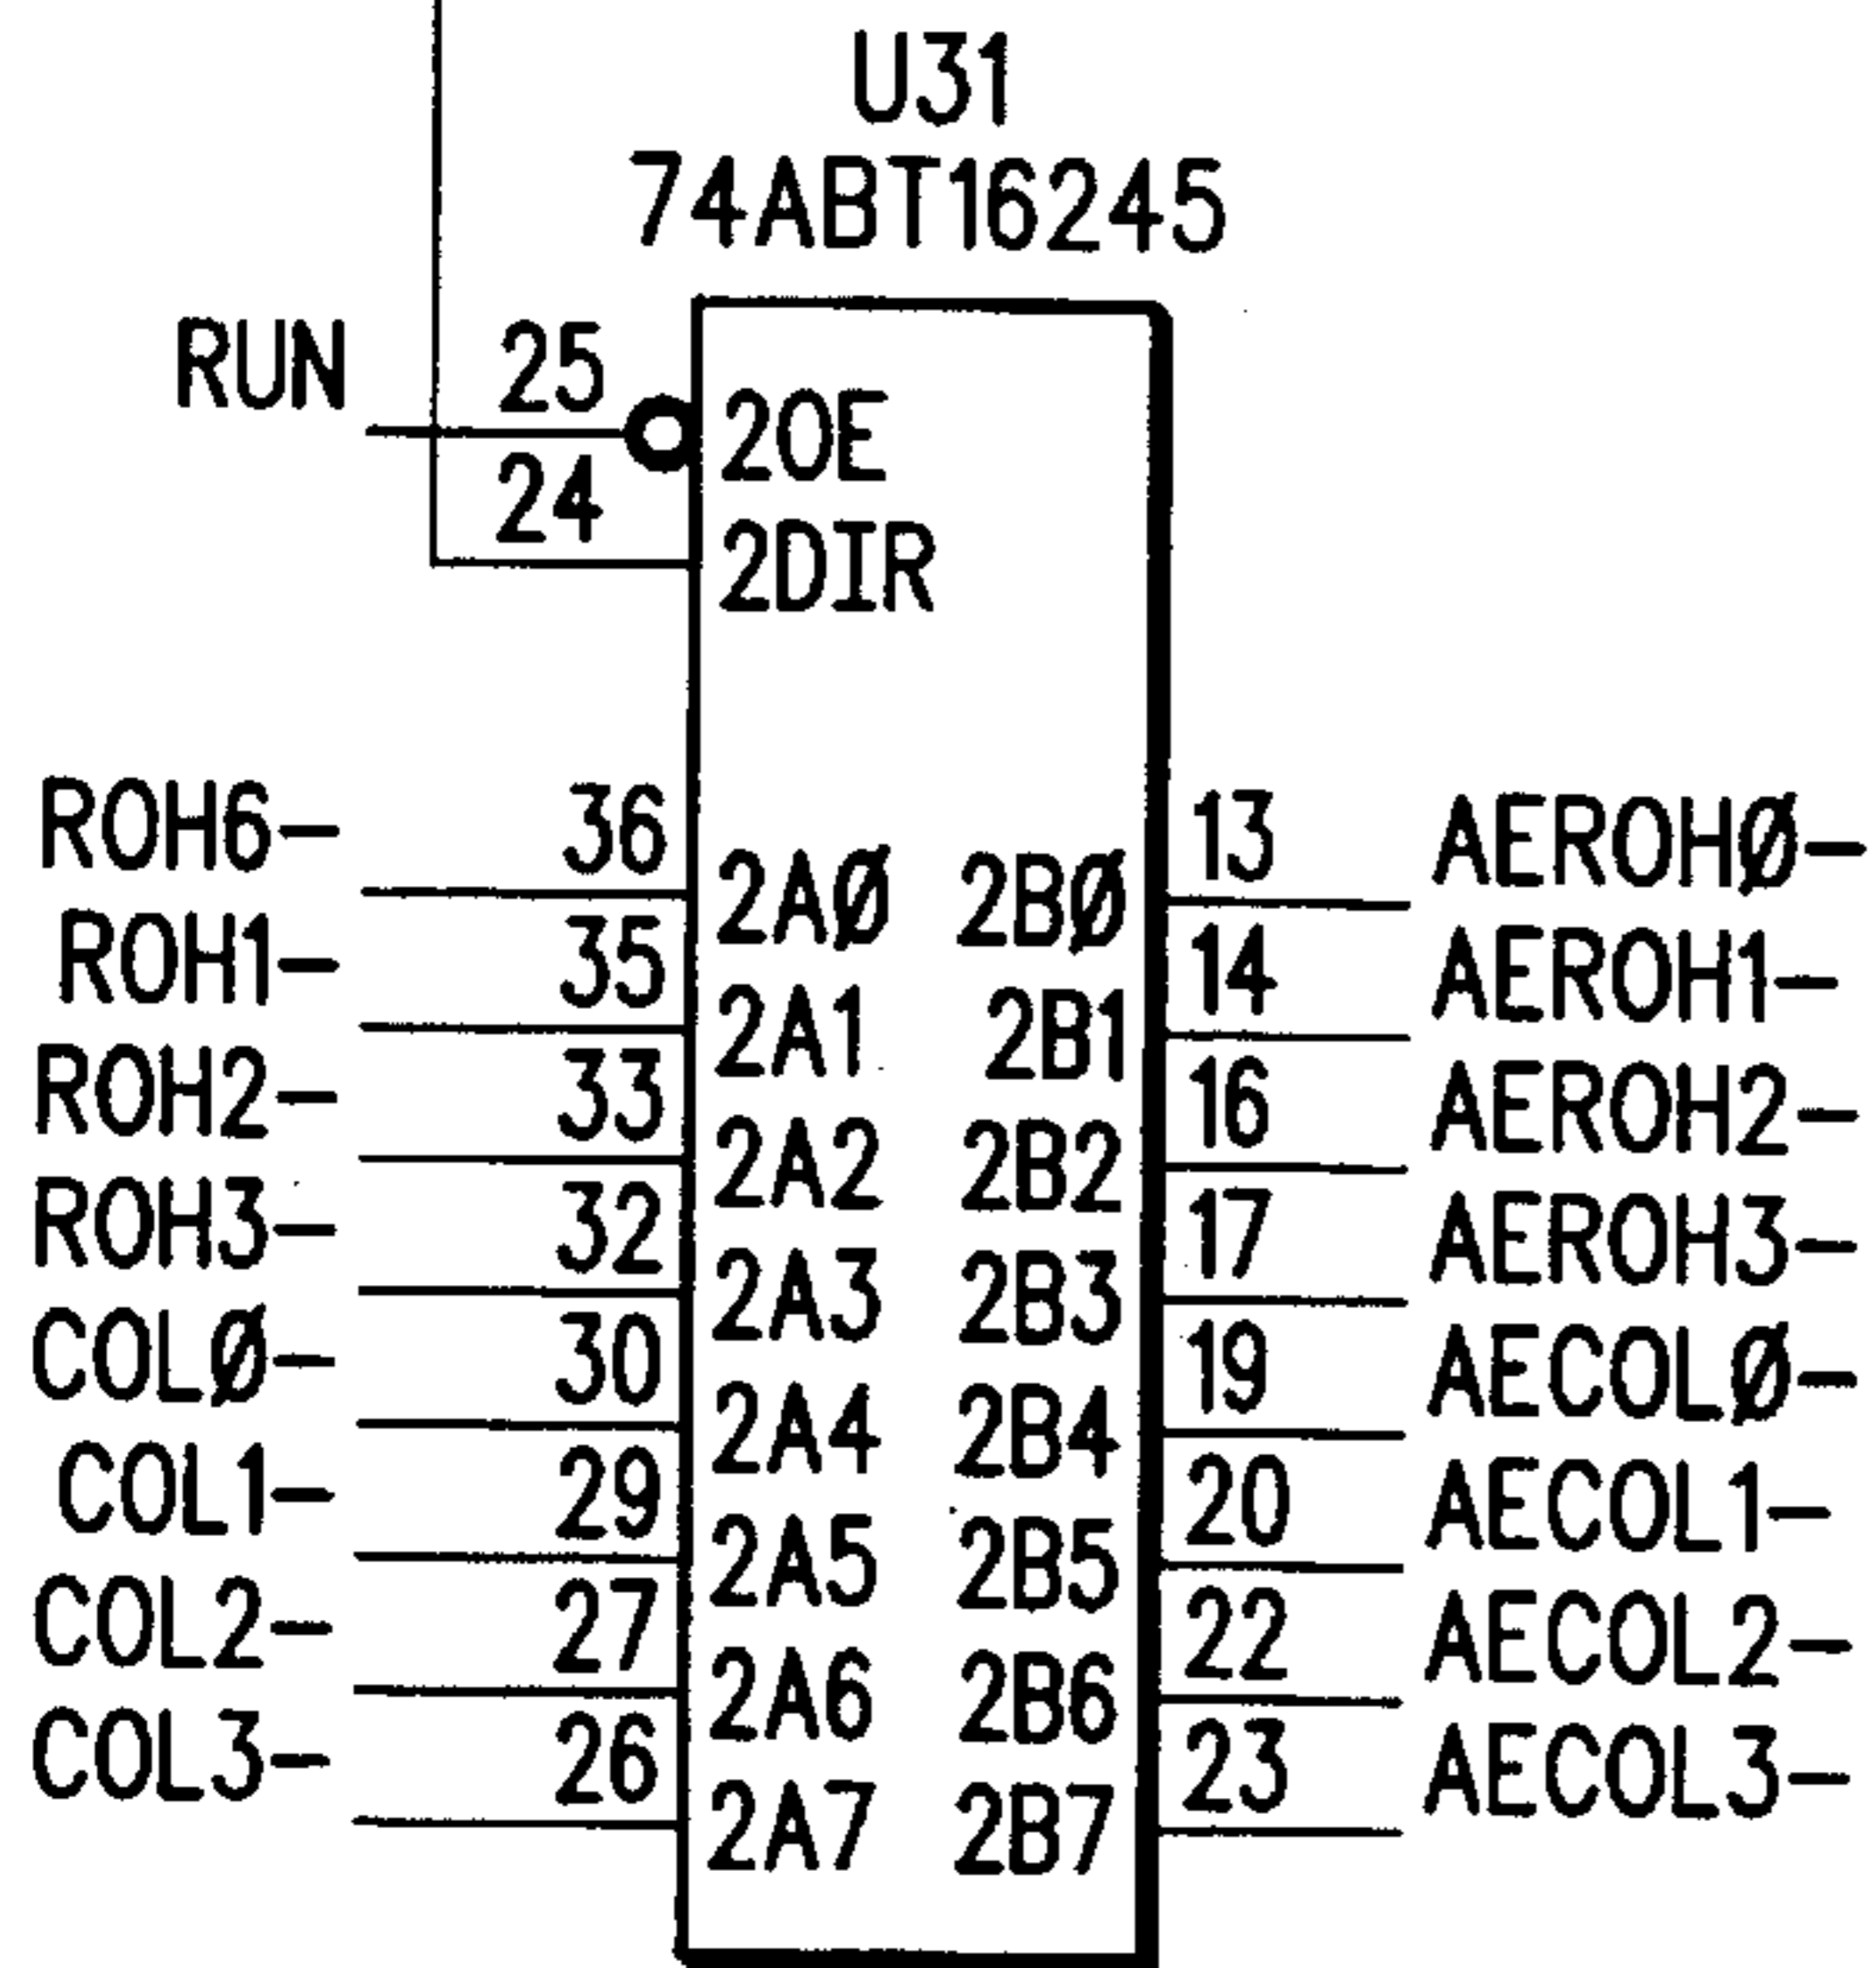 U31
74ABT16245
RUN 25 2OE
24 2DIR
ROH6- 36 2AØ 2BØ 13 AEROHØ-
ROH1- 35 2A1 2B1 14 AEROH1-
ROH2- 33 2A2 2B2 16 AEROH2-
ROH3- 32 2A3 2B3 17 AEROH3-
COLØ- 30 2A4 2B4 19 AECOLØ-
COL1- 29 2A5 2B5 20 AECOL1-
COL2- 27 2A6 2B6 22 AECOL2-
COL3- 26 2A7 2B7 23 AECOL3-